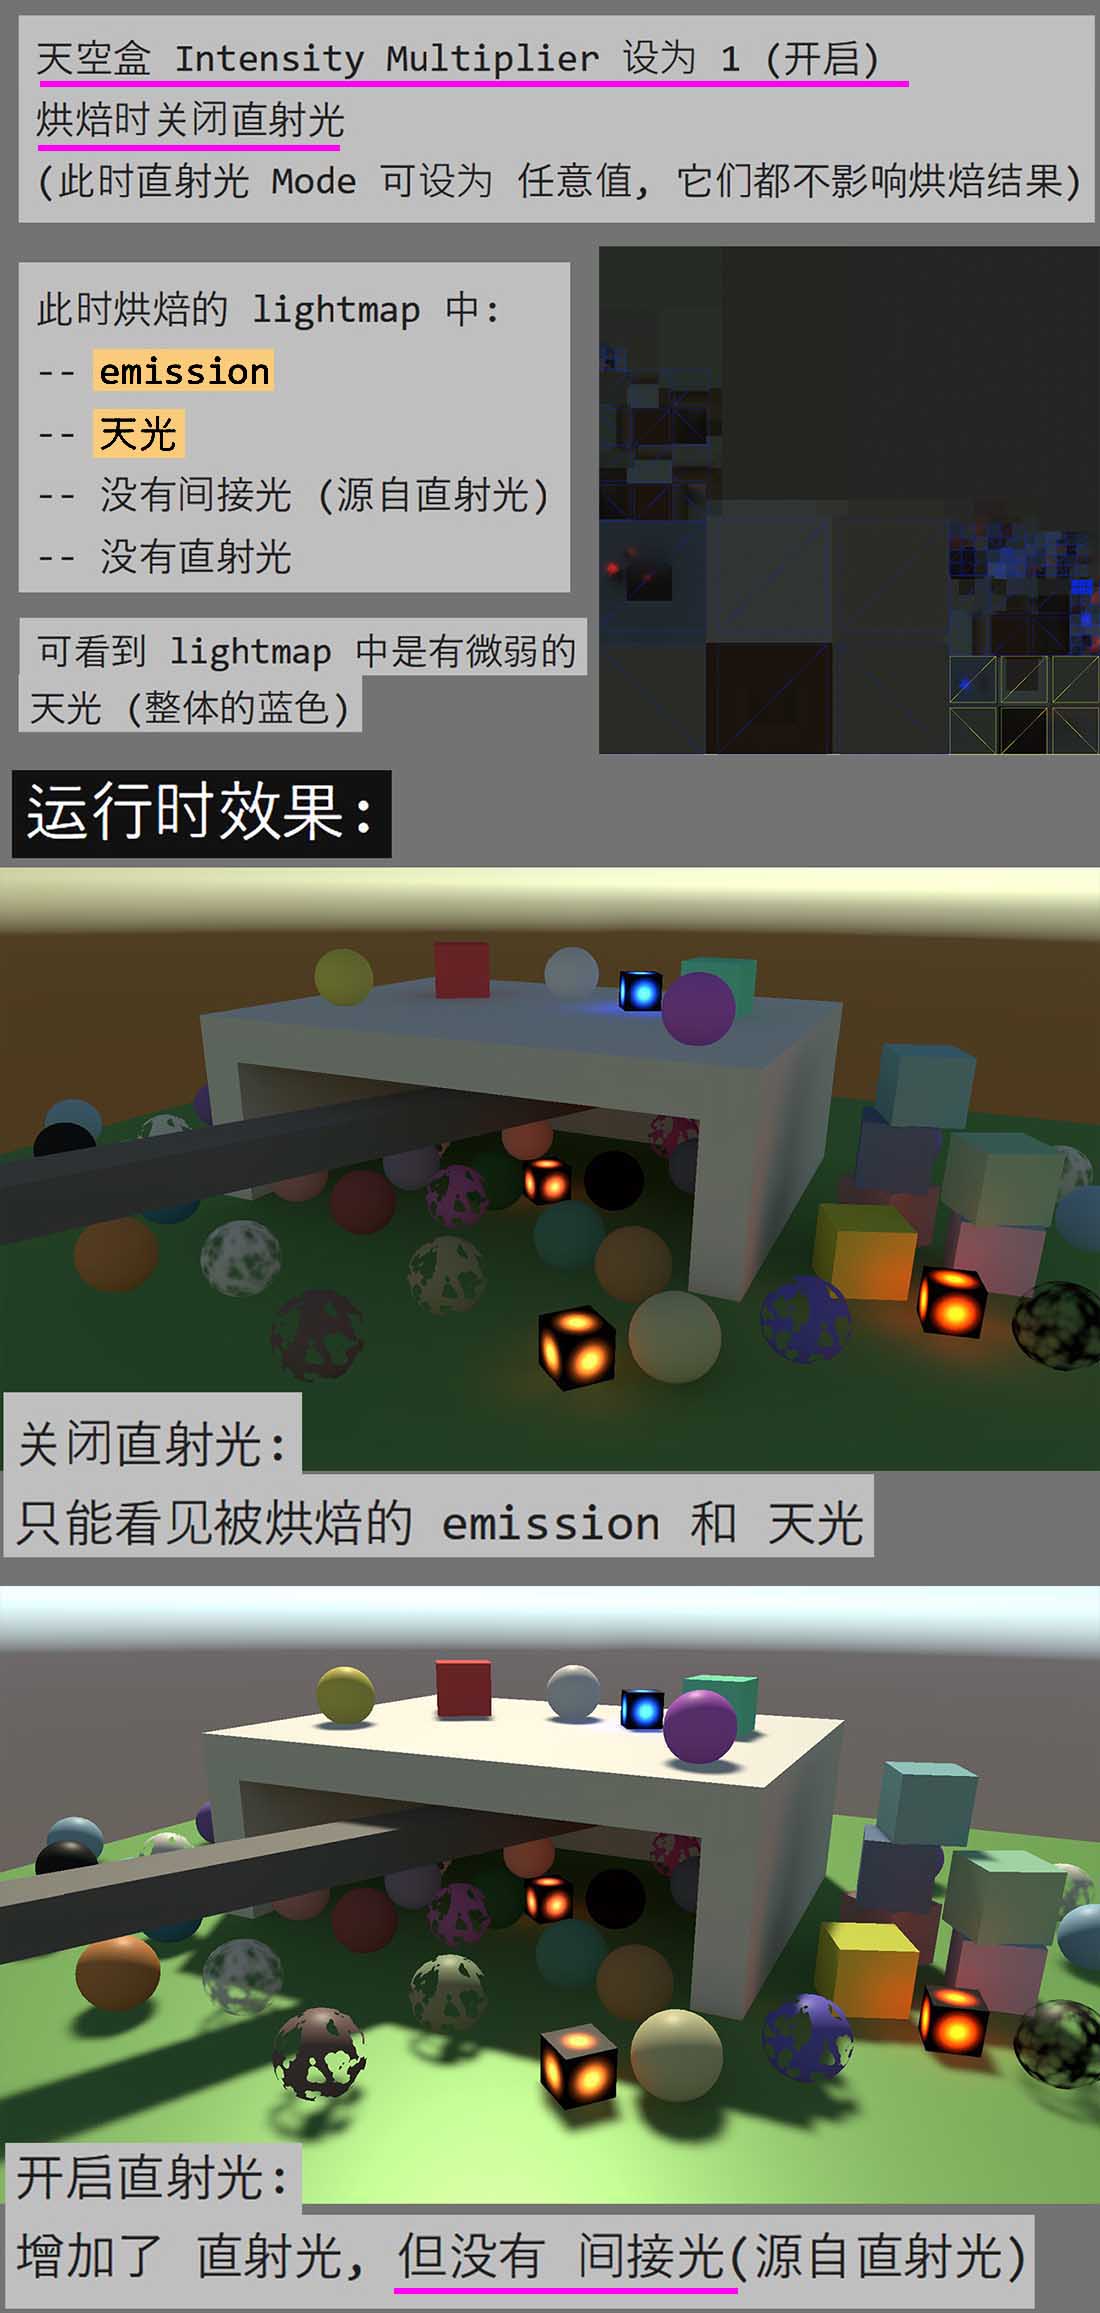 天空盒 Intensity Multiplier 设为 1 (开启)
烘焙时关闭直射光
(此时直射光 Mode 可设为 任意值, 它们都不影响烘焙结果)
此时烘焙的 lightmap 中:
-- emission
-- 天光
-- 没有间接光 (源自直射光)
-- 没有直射光
可看到 lightmap 中是有微弱的
天光 (整体的蓝色)
运行时效果:
关闭直射光:
只能看见被烘焙的 emission 和 天光
开启直射光:
增加了 直射光, 但没有 间接光(源自直射光)